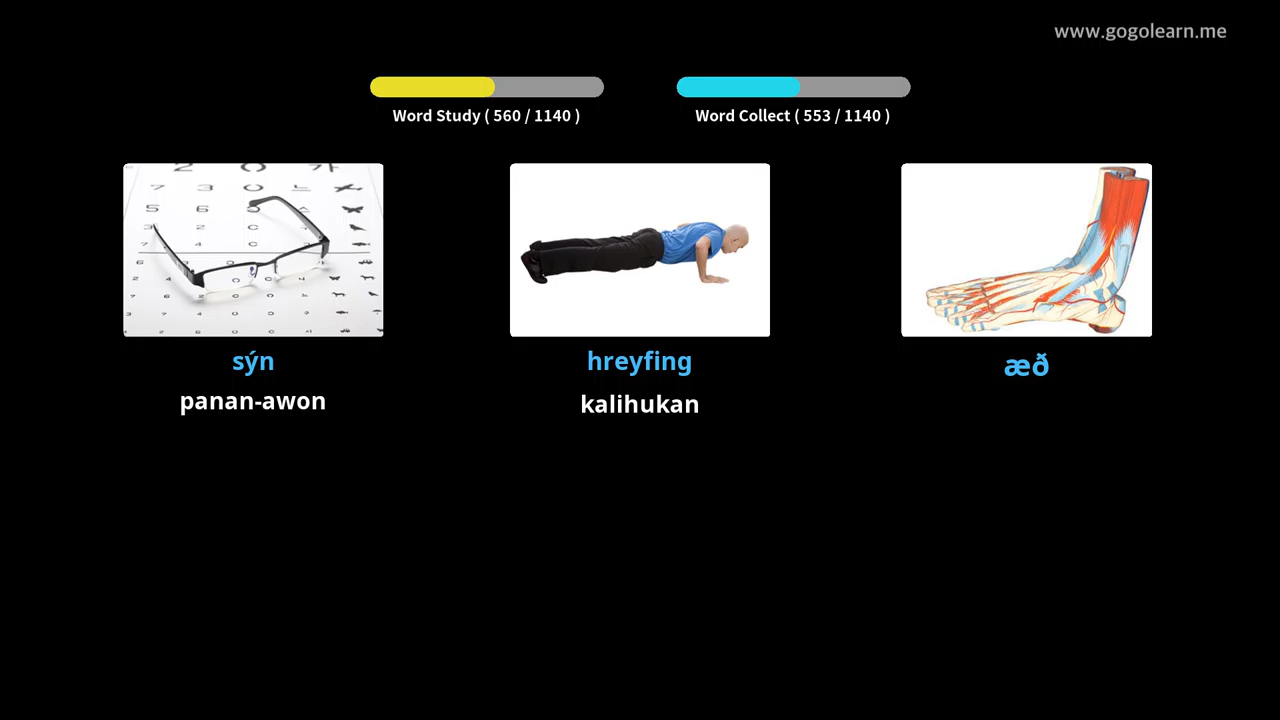 www.gogolearn.me
Word Study ( 560 / 1140 )
Word Collect ( 553 / 1140 )
sýn
hreyfing
æð
panan-awon
kalihukan